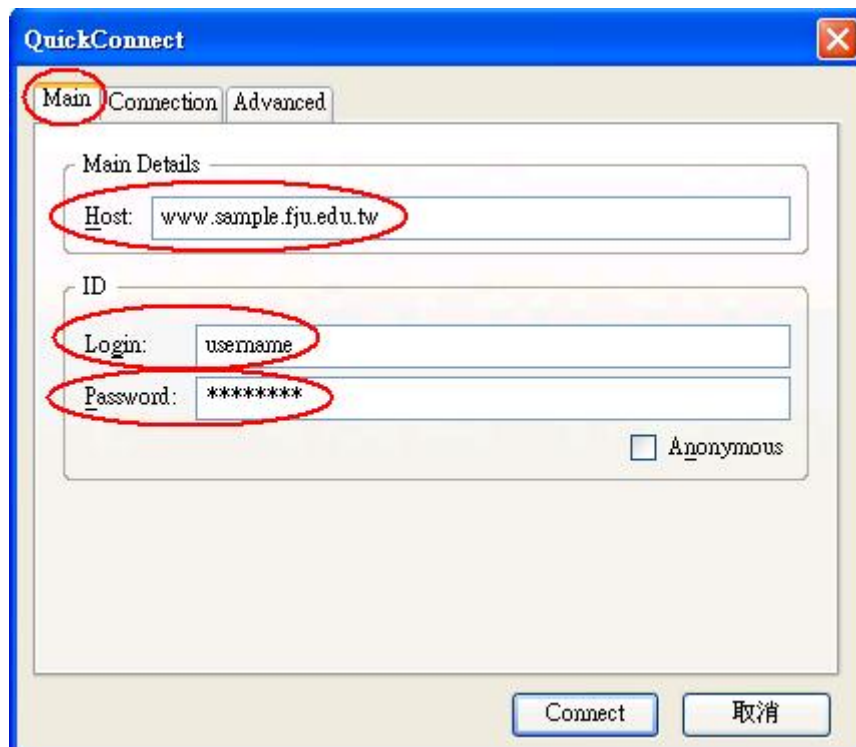 QuickConnect
Main Connection Advanced
Main Details
Host: www.sample.fju.edu.tw
ID
Login: username
Password: ********
Anonymous
Connect 取消